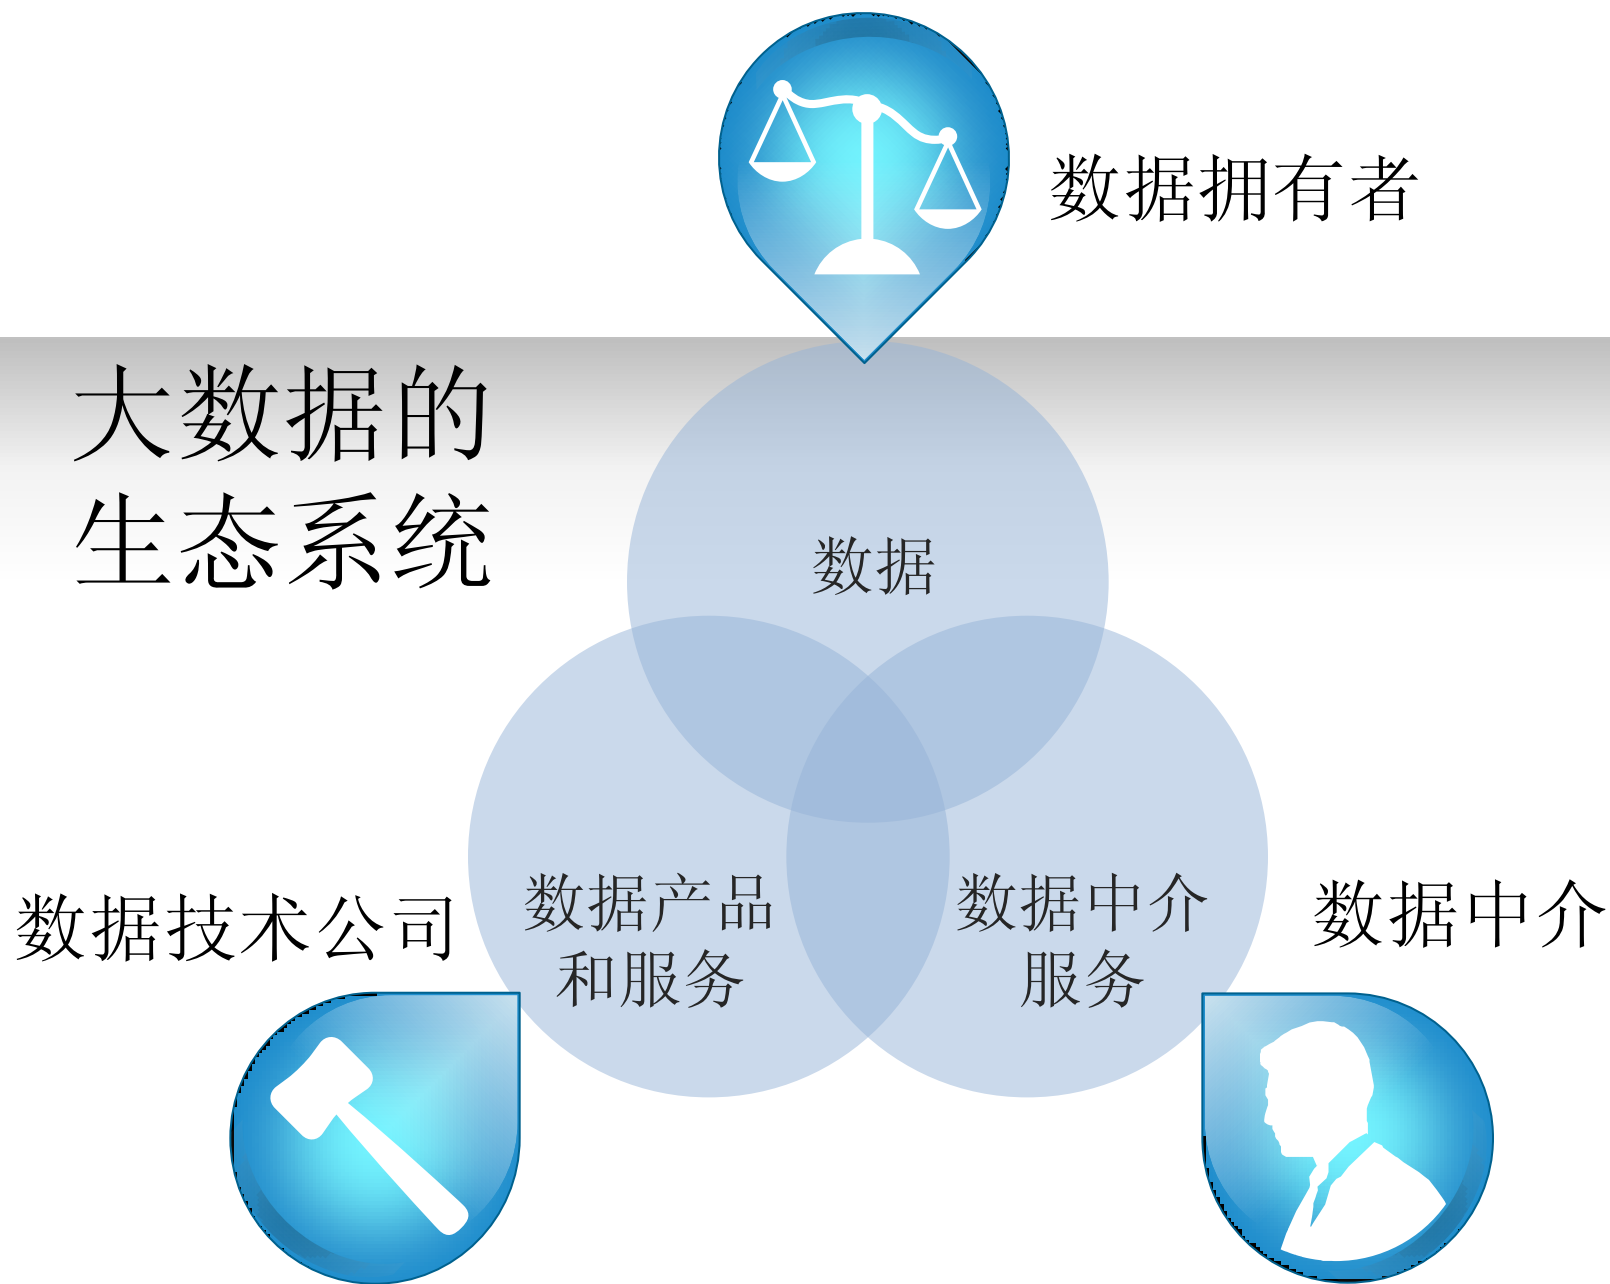 数据拥有者
大数据的
生态系统
数据
数据技术公司
数据产品
和服务
数据中介
服务
数据中介